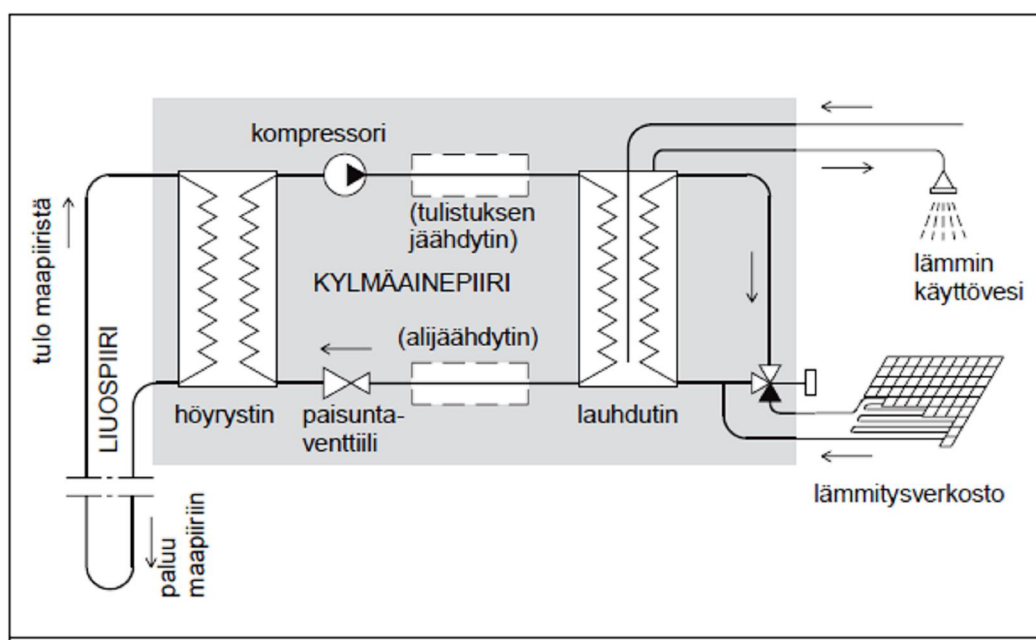 kompressori
(tulistuksen
jäähdytin)
KYLMÄAINEPIIRI
(alijäähdytin)
höyrystin
paisunta-
venttiili
lauhdutin
tulo maapiiristä
LIUOSPIIRI
paluu
maapiiriin
lämmin
käyttövesi
lämmitysverkosto